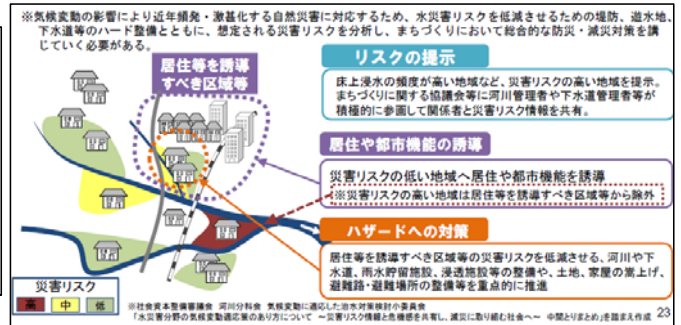 ※気候変動の影響により近年頻発・激甚化する自然災害に対応するため、水災害リスクを低減させるための堤防、遊水地、
下水道等のハード整備とともに、想定される災害リスクを分析し、まちづくりにおいて総合的な防災・減災対策を講
じていく必要がある。
居住等を誘導
すべき区域等
リスクの提示
床上浸水の頻度が高い地域など、災害リスクの高い地域を提示。
まちづくりに関する協議会等に河川管理者や下水道管理者等が
積極的に参画して関係者と災害リスク情報を共有。
居住や都市機能の誘導
災害リスクの低い地域へ居住や都市機能を誘導
※災害リスクの高い地域は居住等を誘導すべき区域等から除外
ハザードへの対策
居住等を誘導すべき区域等の災害リスクを低減させる、河川や下
水道、雨水貯留施設、浸透施設等の整備や、土地、家屋の嵩上げ、
避難路・避難場所の整備等を重点的に推進
災害リスク
高 中 低
※社会資本整備審議会 河川分科会 気候変動に適応した治水対策検討小委員会
「水災害分野の気候変動適応策のあり方について ～災害リスク情報と危機感を共有し、減災に取り組む社会へ～ 中間とりまとめ」を踏まえ作成
23